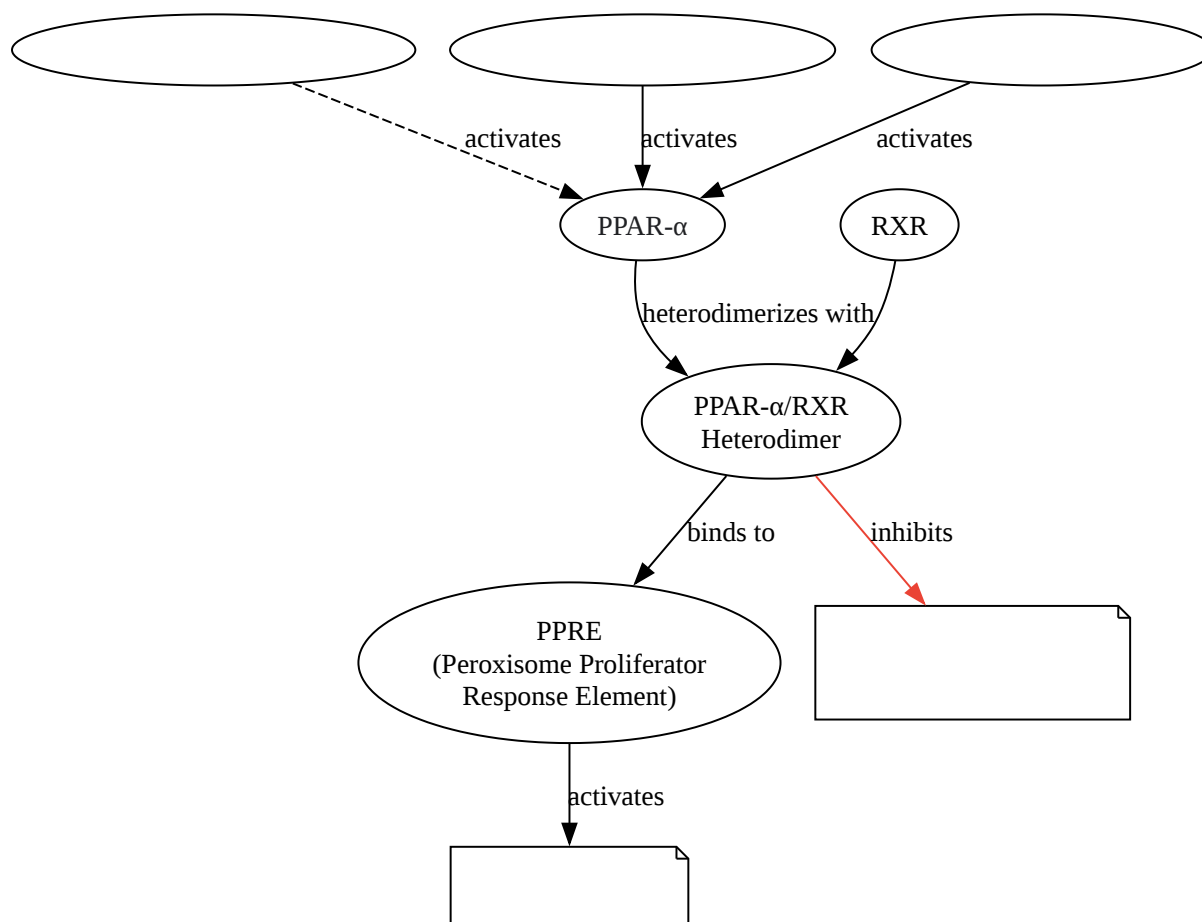 activates
activates
activates
PPAR-α
RXR
heterodimerizes with
PPAR-α/RXR
Heterodimer
binds to
inhibits
PPRE
(Peroxisome Proliferator
Response Element)
activates